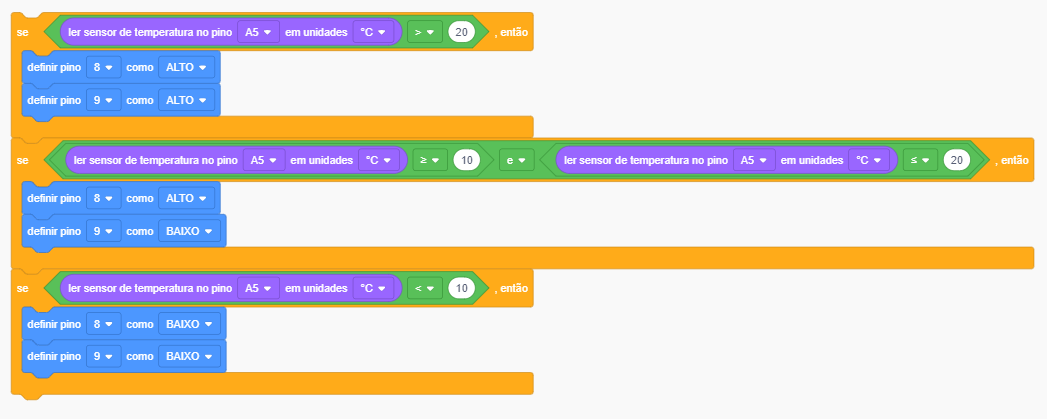 se ler sensor de temperatura no pino A5 em unidades °C > 20 , então
definir pino 8 como ALTO
definir pino 9 como ALTO
se ler sensor de temperatura no pino A5 em unidades °C ≥ 10 e ler sensor de temperatura no pino A5 em unidades °C ≤ 20 , então
definir pino 8 como ALTO
definir pino 9 como BAIXO
se ler sensor de temperatura no pino A5 em unidades °C < 10 , então
definir pino 8 como BAIXO
definir pino 9 como BAIXO